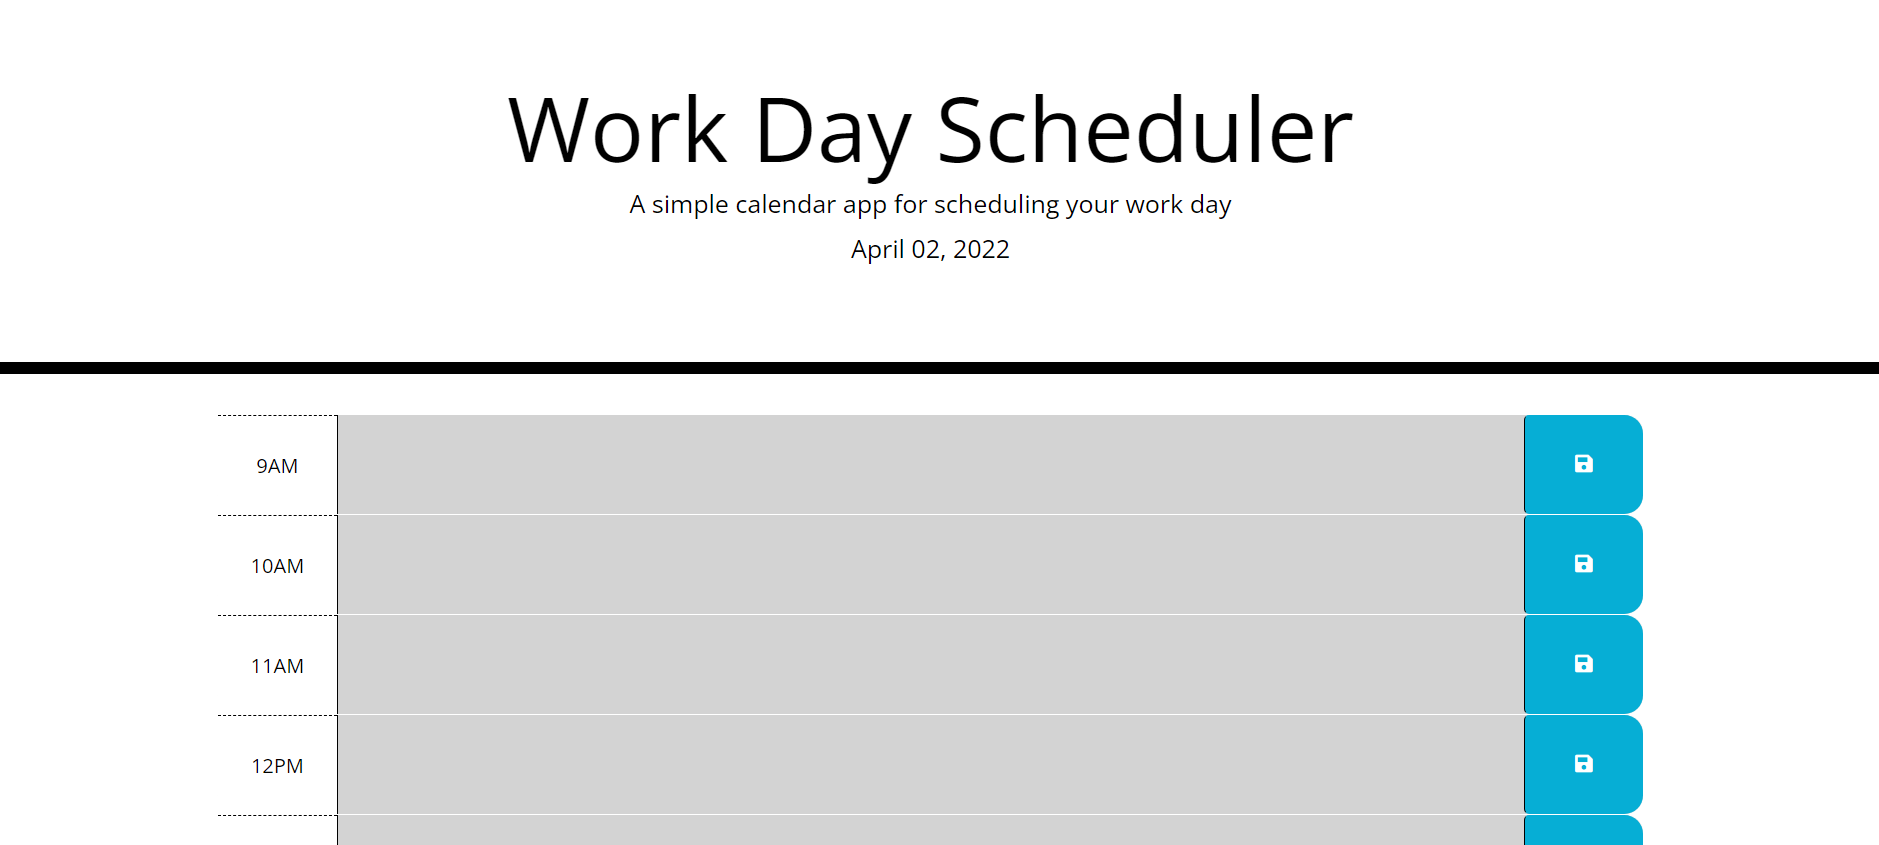 Work Day Scheduler
A simple calendar app for scheduling your work day
April 02, 2022
9AM
10AM
11AM
12PM